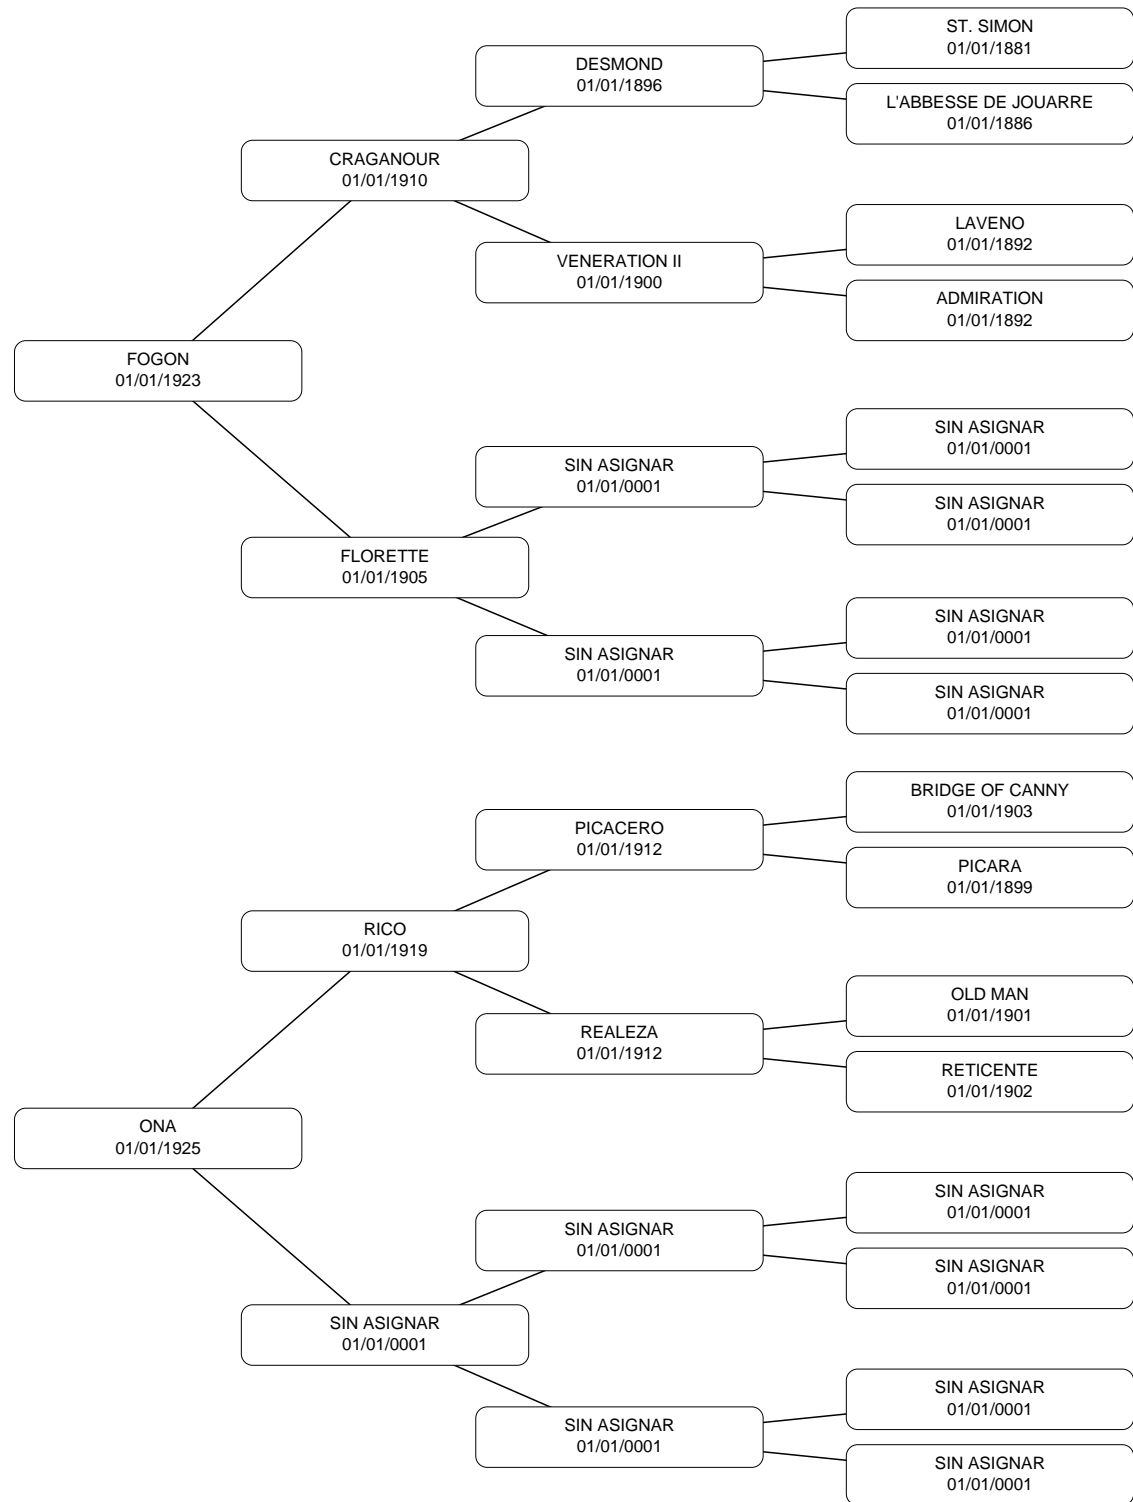 ST. SIMON
01/01/1881
DESMOND
01/01/1896
L'ABBESSE DE JOUARRE
01/01/1886
CRAGANOUR
01/01/1910
LAVENO
01/01/1892
VENERATION II
01/01/1900
ADMIRATION
01/01/1892
FOGON
01/01/1923
SIN ASIGNAR
01/01/0001
SIN ASIGNAR
01/01/0001
SIN ASIGNAR
01/01/0001
FLORETTE
01/01/1905
SIN ASIGNAR
01/01/0001
SIN ASIGNAR
01/01/0001
SIN ASIGNAR
01/01/0001
BRIDGE OF CANNY
01/01/1903
PICACERO
01/01/1912
PICARA
01/01/1899
RICO
01/01/1919
OLD MAN
01/01/1901
REALEZA
01/01/1912
RETICENTE
01/01/1902
ONA
01/01/1925
SIN ASIGNAR
01/01/0001
SIN ASIGNAR
01/01/0001
SIN ASIGNAR
01/01/0001
SIN ASIGNAR
01/01/0001
SIN ASIGNAR
01/01/0001
SIN ASIGNAR
01/01/0001
SIN ASIGNAR
01/01/0001